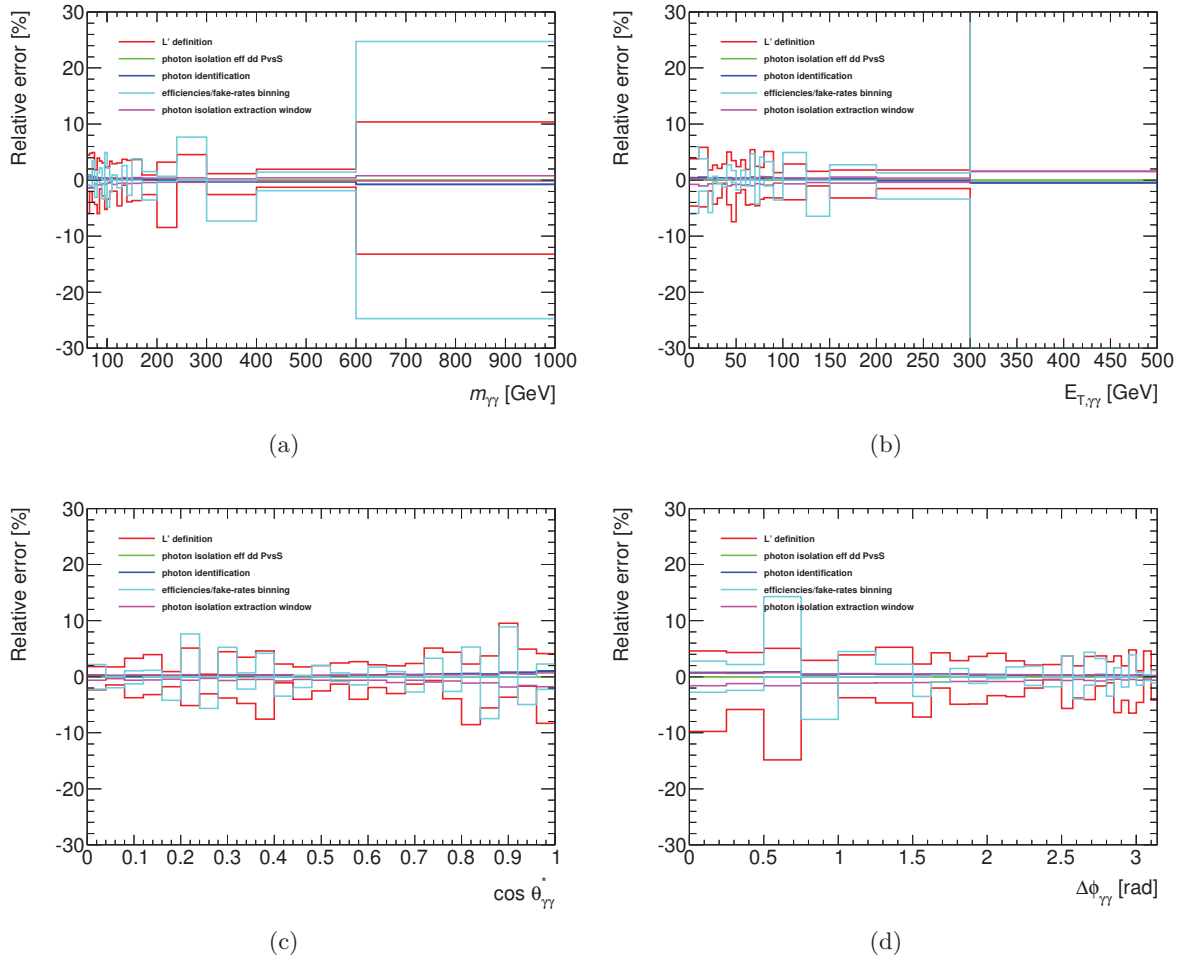 Relative error [%]
30
20
10
0
-10
-20
-30
L' definition
photon isolation eff dd PvsS
photon identification
efficiencies/fake-rates binning
photon isolation extraction window
100 200 300 400 500 600 700 800 900 1000
mγγ [GeV]
(a)
Relative error [%]
30
20
10
0
-10
-20
-30
L' definition
photon isolation eff dd PvsS
photon identification
efficiencies/fake-rates binning
photon isolation extraction window
0 50 100 150 200 250 300 350 400 450 500
ET,γγ [GeV]
(b)
Relative error [%]
30
20
10
0
-10
-20
-30
L' definition
photon isolation eff dd PvsS
photon identification
efficiencies/fake-rates binning
photon isolation extraction window
0 0.1 0.2 0.3 0.4 0.5 0.6 0.7 0.8 0.9 1
cos θ*γγ
(c)
Relative error [%]
30
20
10
0
-10
-20
-30
L' definition
photon isolation eff dd PvsS
photon identification
efficiencies/fake-rates binning
photon isolation extraction window
0 0.5 1 1.5 2 2.5 3
Δϕγγ [rad]
(d)